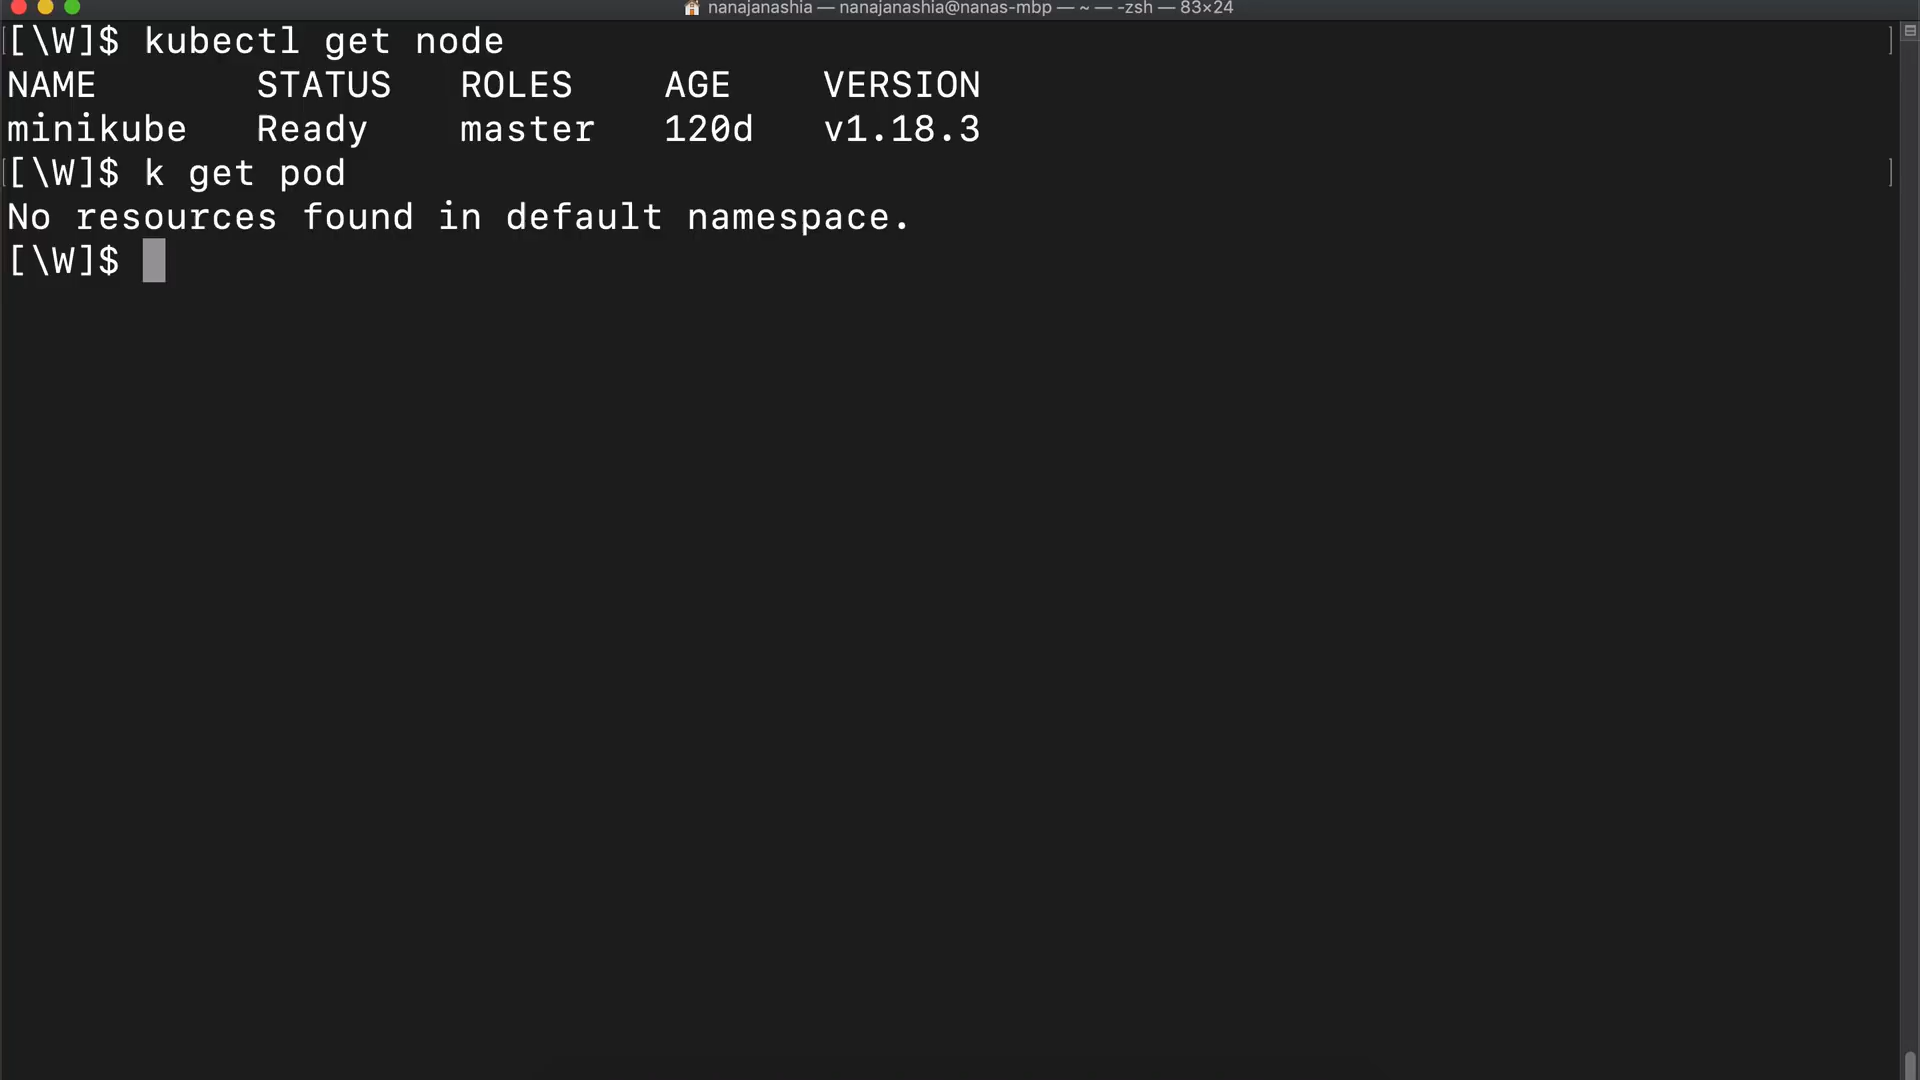 nanajanashia — nanajanashia@nanas-mbp — ~ — -zsh — 83×24
[[\W]$ kubectl get node ]
NAME STATUS ROLES AGE VERSION
minikube Ready master 120d v1.18.3
[[\W]$ k get pod ]
No resources found in default namespace.
[\W]$